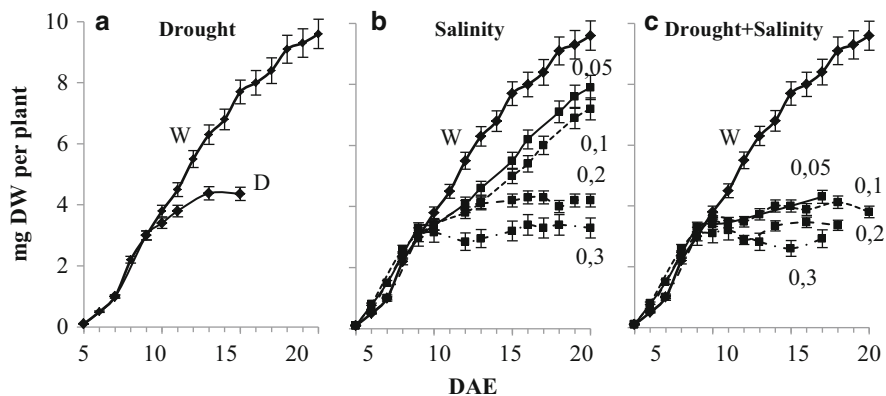 a Drought
b Salinity
c Drought+Salinity
mg DW per plant
10
8
6
4
2
0
W
D
5 10 15 20
W
0,05
0,1
0,2
0,3
5 10 15 20
W
0,05
0,1
0,2
0,3
5 10 15 20
DAE